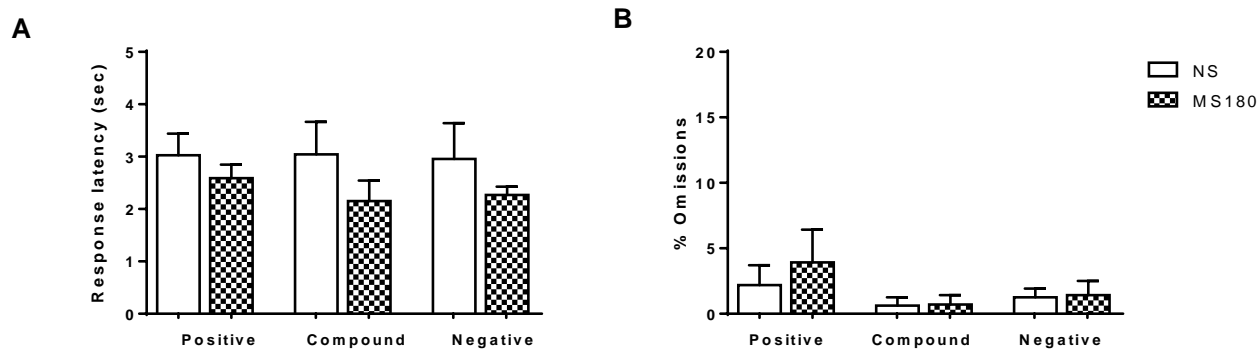 A
Response latency (sec)
5
4
3
2
1
0
Positive Compound Negative
B
% Omissions
20
15
10
5
0
Positive Compound Negative
NS
MS180